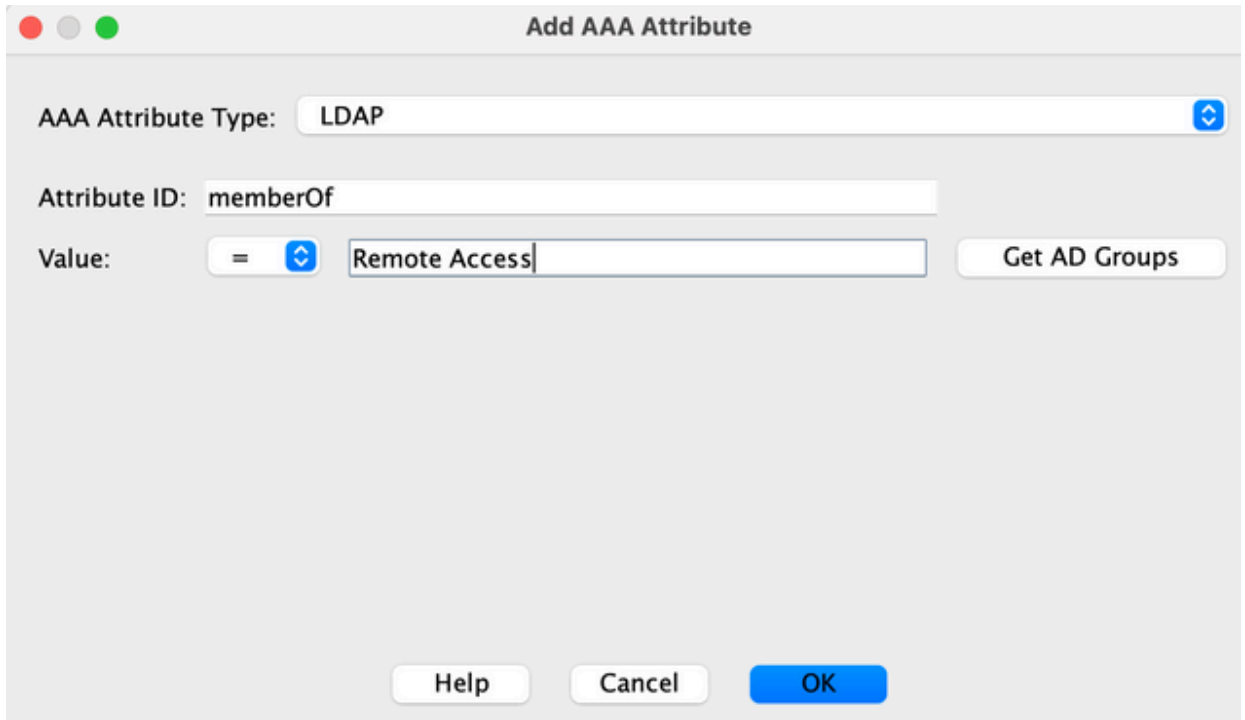 Add AAA Attribute
AAA Attribute Type: LDAP
Attribute ID: memberOf
Value: = Remote Access Get AD Groups
Help Cancel OK